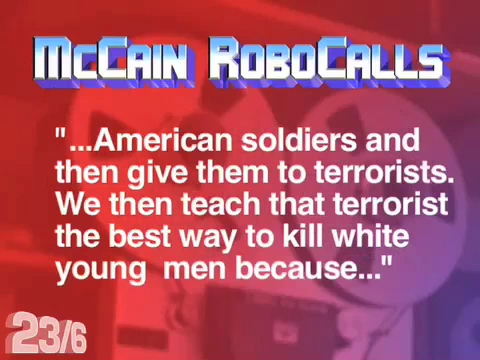 McCain RoboCalls
"...American soldiers and
then give them to terrorists.
We then teach that terrorist
the best way to kill white
young men because..."
23/6